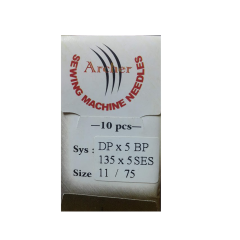 Archer
SEWING MACHINE NEEDLES
—10 pcs—
Sys : DP x 5 BP
135 x 5 SES
Size 11 / 75